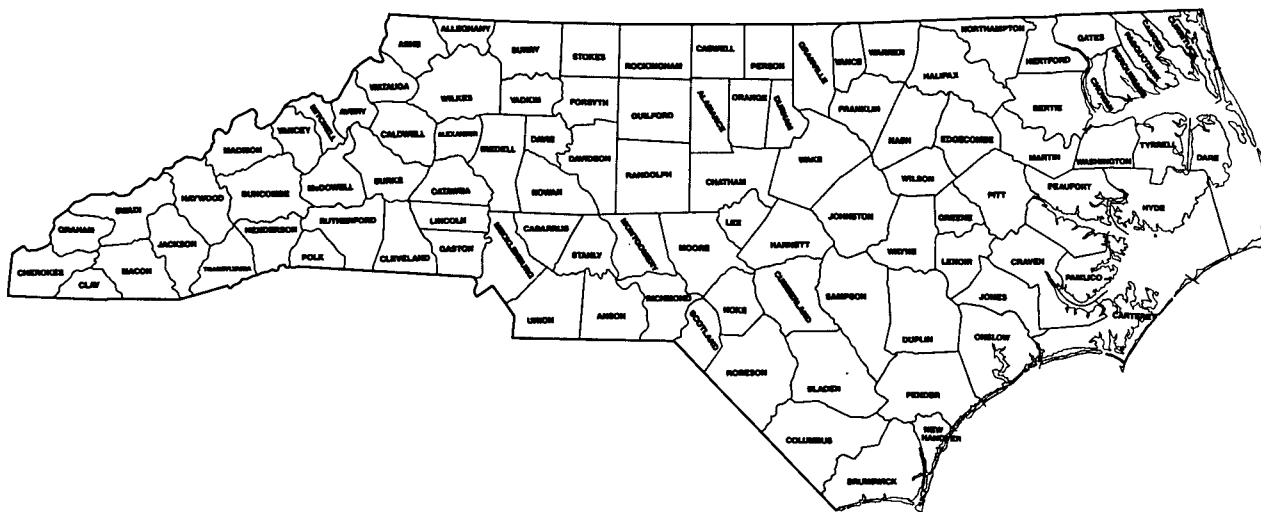 ALLEGHANY
ASHE
SURRY
STOKES
ROCKINGHAM
CASWELL
PERSON
GRANVILLE
VANCE
WARREN
NORTHAMPTON
GATES
HERTFORD
HALIFAX
WATAUGA
WILKES
YADKIN
FORSYTH
GUILFORD
ALAMANCE
ORANGE
DURHAM
FRANKLIN
BERTIE
CHOWAN
PERQUIMANS
PASQUOTANK
CAMDEN
MITCHELL
AVERY
YANCEY
CALDWELL
ALEXANDER
IREDELL
DAVIE
DAVIDSON
NASH
EDGECOMBE
MARTIN
WASHINGTON
TYRRELL
DARE
MADISON
BUNCOMBE
McDOWELL
BURKE
CATAWBA
ROWAN
RANDOLPH
CHATHAM
WAKE
WILSON
PITT
PEAUFORT
HYDE
HAYWOOD
SWAIN
GRAHAM
JACKSON
HENDERSON
RUTHERFORD
LINCOLN
CABARRUS
STANLY
MONTGOMERY
MOORE
LEE
HARNETT
JOHNSTON
GREENE
WAYNE
LENOIR
CRAVEN
PAMLICO
CHEROKEE
CLAY
MACON
TRANSYLVANIA
POLK
CLEVELAND
GASTON
MECKLENBURG
UNION
ANSON
RICHMOND
SCOTLAND
HOKE
CUMBERLAND
SAMPSON
DUPLIN
JONES
ONSLOW
CARTERET
ROBESON
BLADEN
PENDER
COLUMBUS
NEW
HANOVER
BRUNSWICK